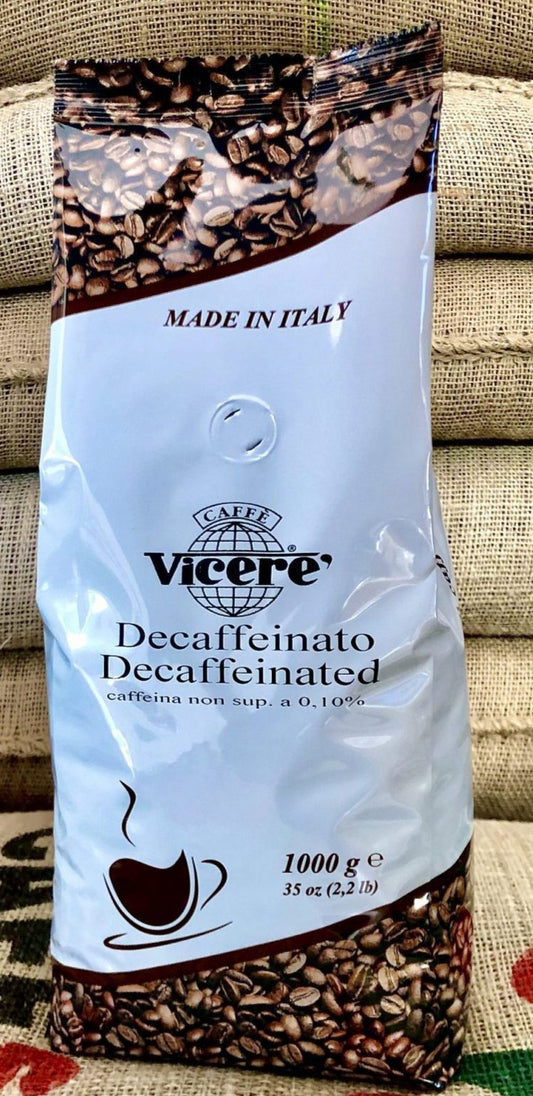 MADE IN ITALY
CAFFÈ
Vicere'®
Decaffeinato
Decaffeinated
caffeina non sup. a 0,10%
1000 g ℮
35 oz (2,2 lb)